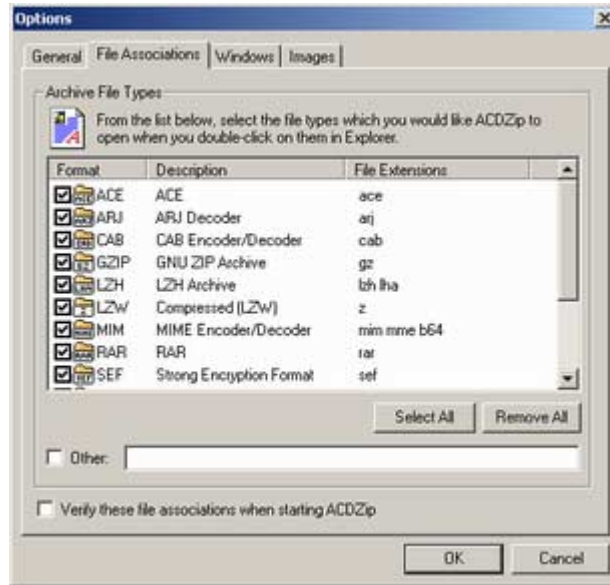 Options
General File Associations Windows Images
Archive File Types
From the list below, select the file types which you would like ACDZip to
open when you double-click on them in Explorer.
Format Description File Extensions
ACE ACE ace
ARJ ARJ Decoder arj
CAB CAB Encoder/Decoder cab
GZIP GNU ZIP Archive gz
LZH LZH Archive lzh lha
LZW Compressed (LZW) z
MIM MIME Encoder/Decoder mim mme b64
RAR RAR rar
SEF Strong Encryption Format sef
Select All Remove All
Other:
Verify these file associations when starting ACDZip
OK Cancel